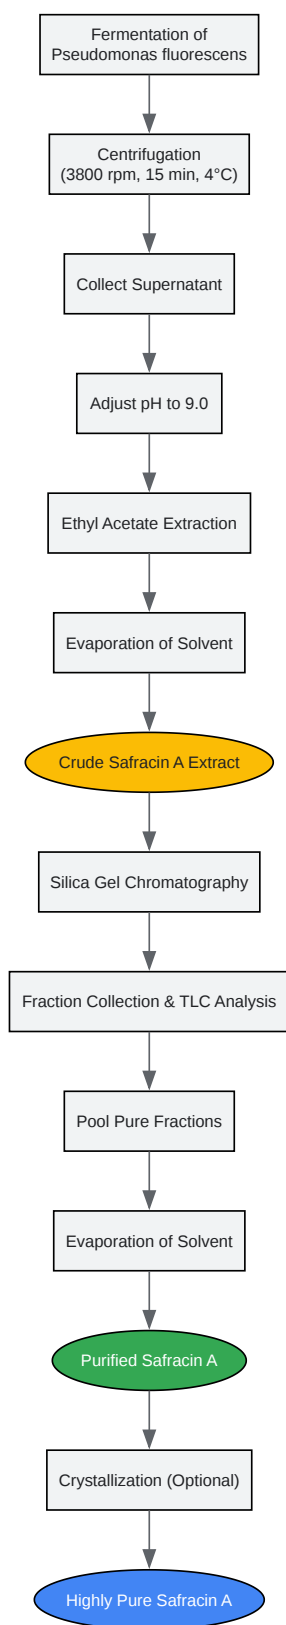 Fermentation of
Pseudomonas fluorescens
Centrifugation
(3800 rpm, 15 min, 4°C)
Collect Supernatant
Adjust pH to 9.0
Ethyl Acetate Extraction
Evaporation of Solvent
Crude Safracin A Extract
Silica Gel Chromatography
Fraction Collection & TLC Analysis
Pool Pure Fractions
Evaporation of Solvent
Purified Safracin A
Crystallization (Optional)
Highly Pure Safracin A